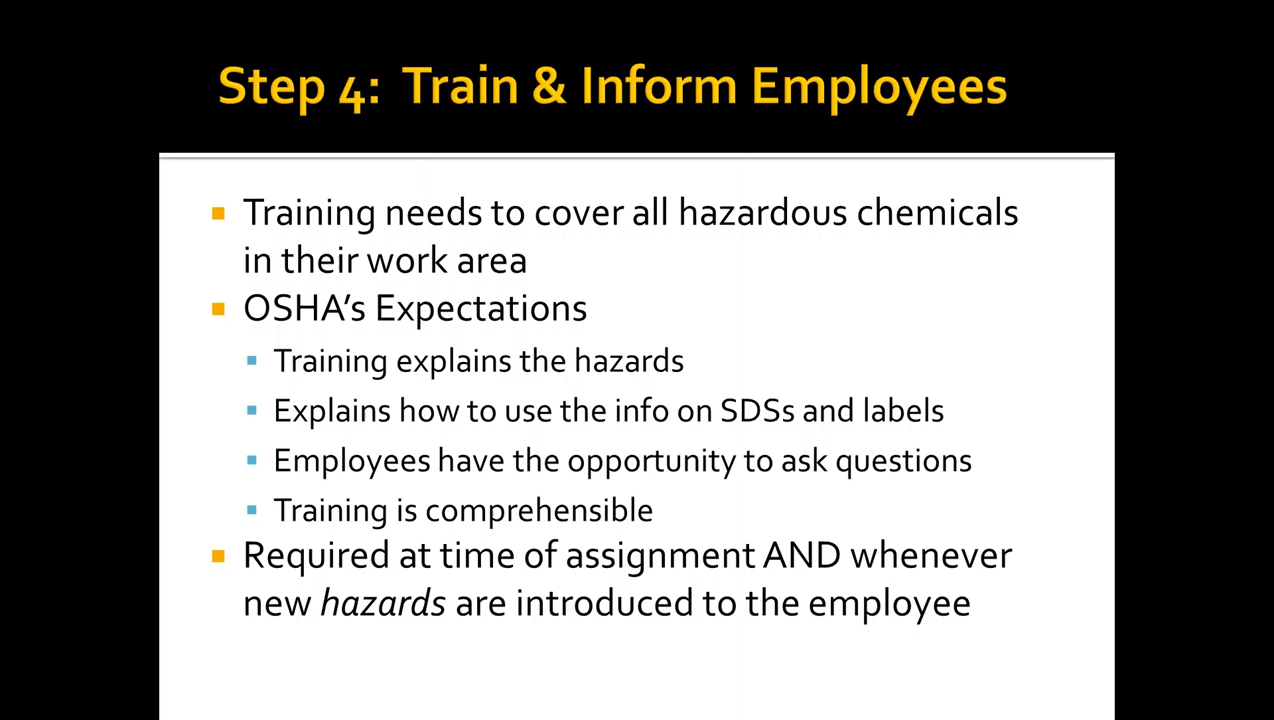 Step 4: Train & Inform Employees
Training needs to cover all hazardous chemicals
in their work area
OSHA's Expectations
Training explains the hazards
Explains how to use the info on SDSs and labels
Employees have the opportunity to ask questions
Training is comprehensible
Required at time of assignment AND whenever
new hazards are introduced to the employee